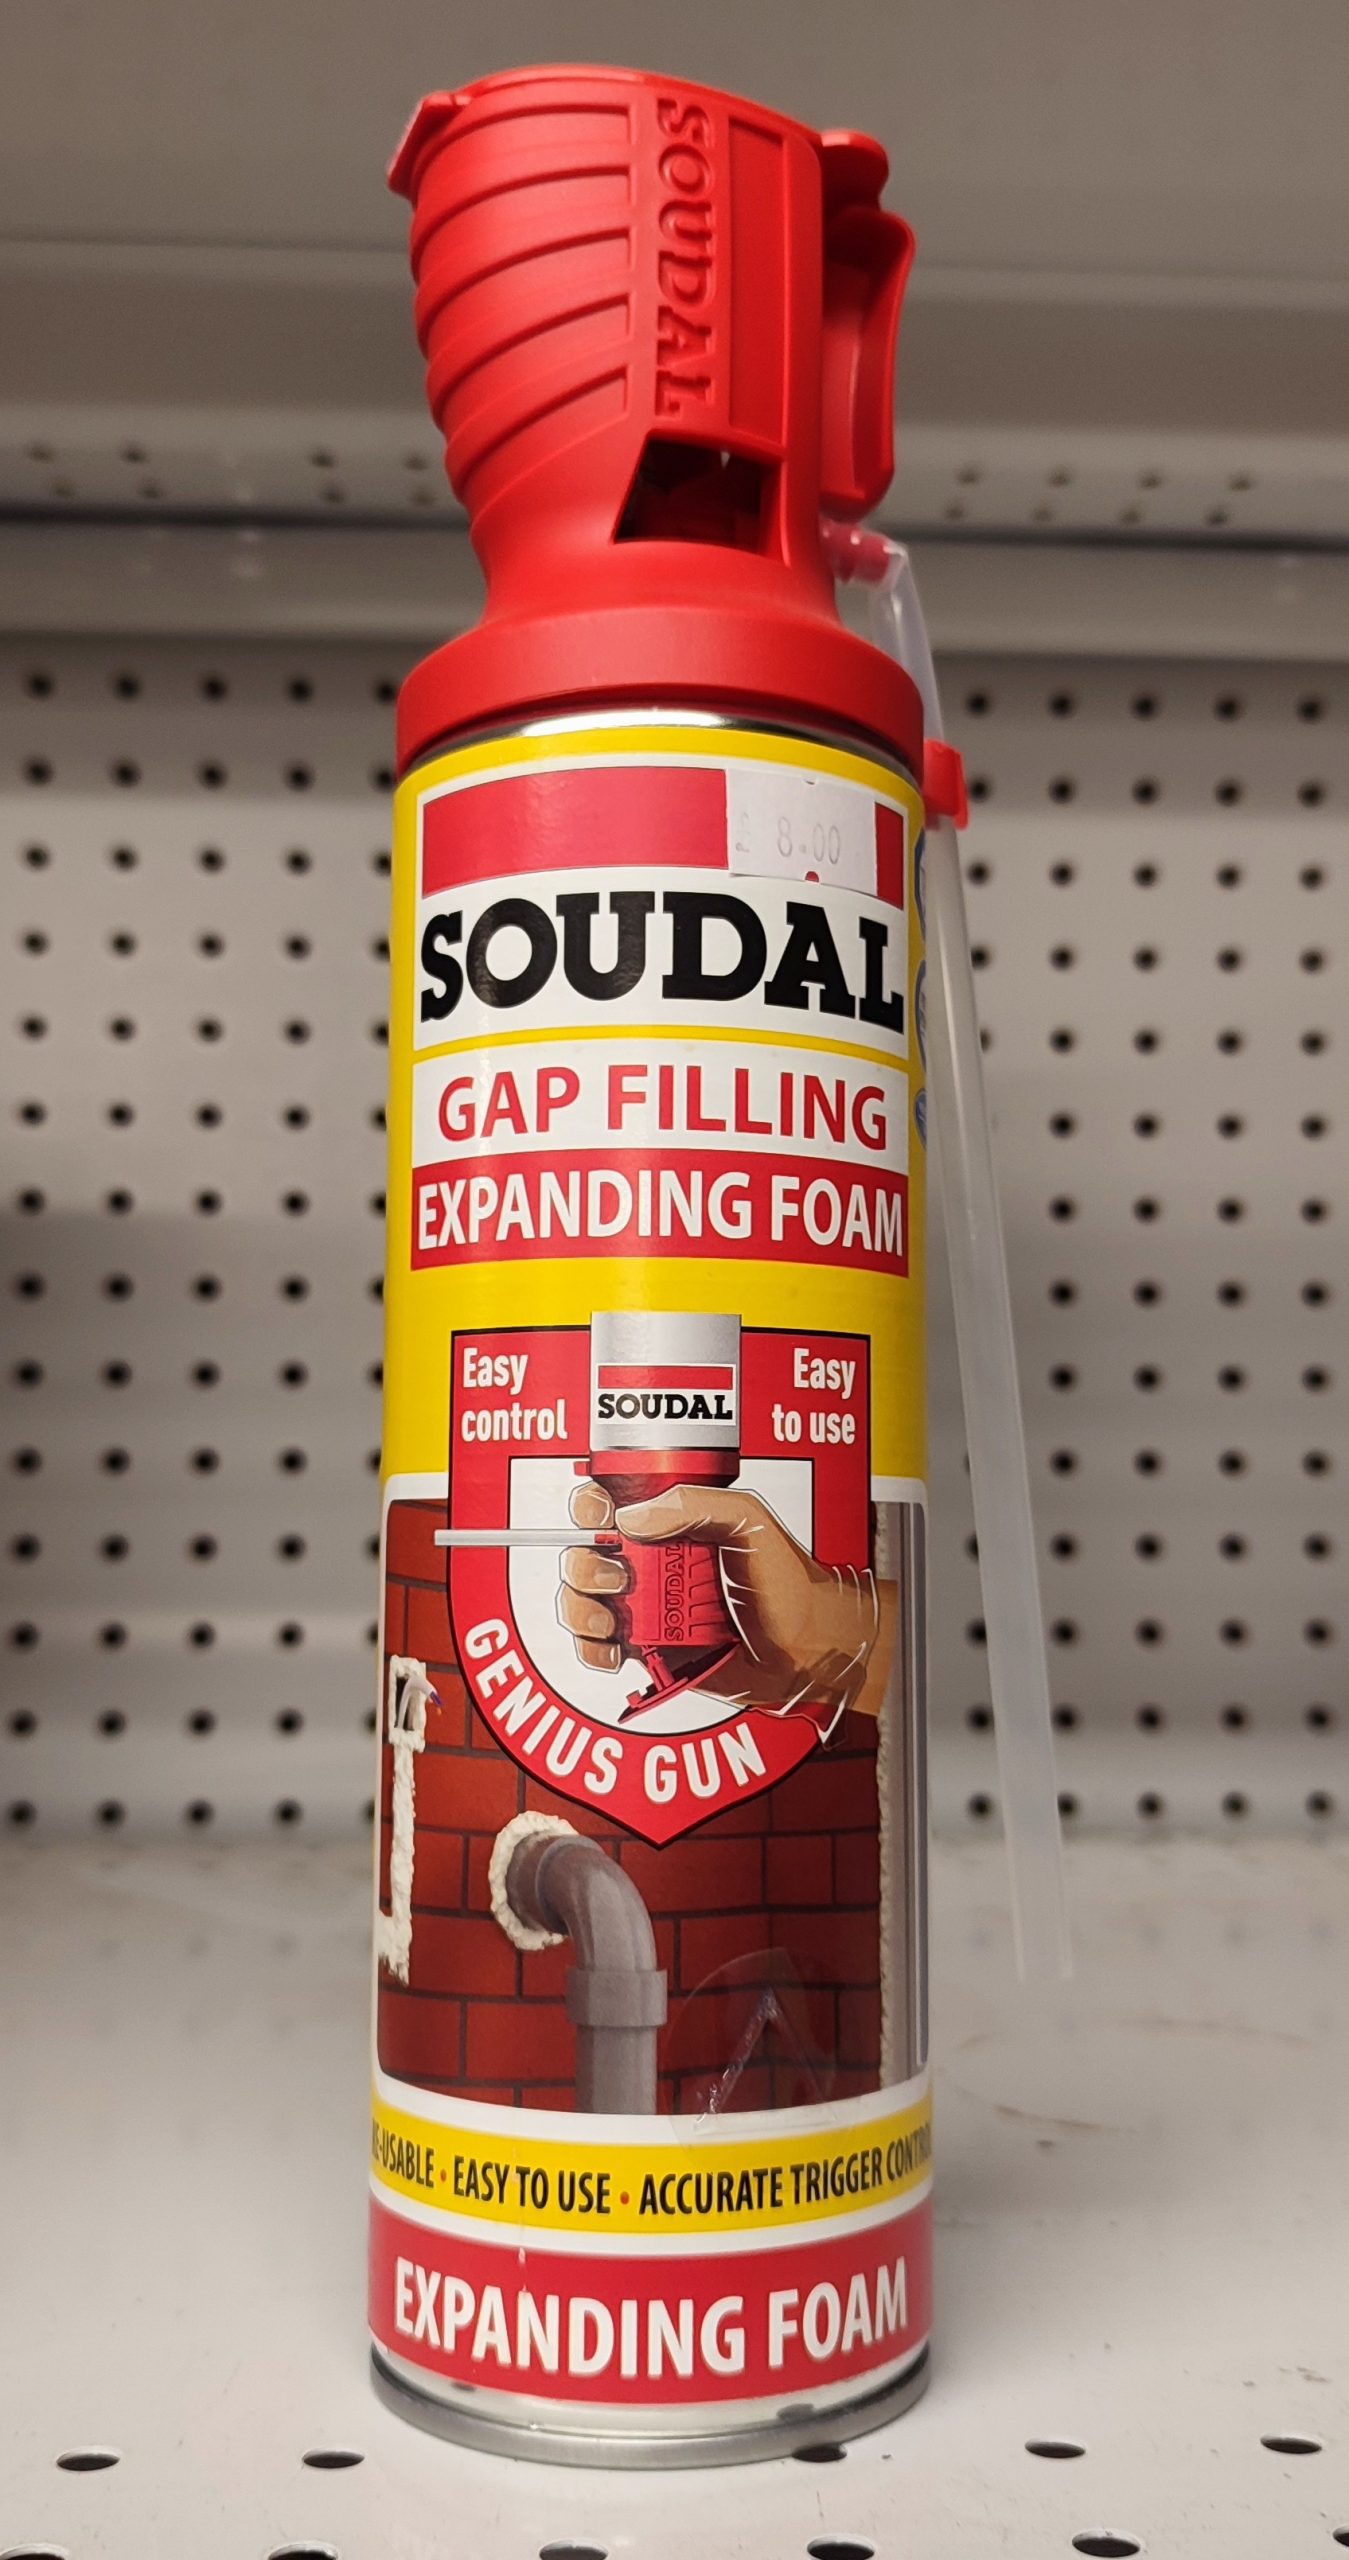 SOUDAL
£ 8.00
SOUDAL
GAP FILLING
EXPANDING FOAM
Easy
control
SOUDAL
Easy
to use
SOUDAL
GENIUS GUN
EASY TO USE • ACCURATE TRIGGER
EXPANDING FOAM